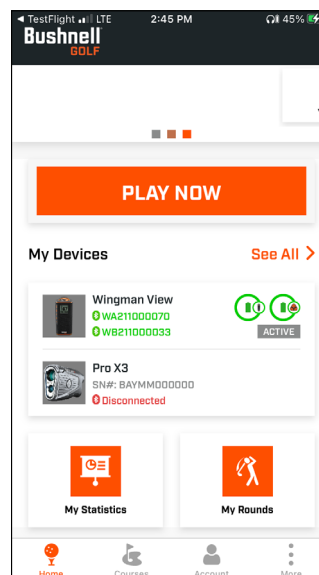 TestFlight LTE 2:45 PM 45%
Bushnell
GOLF
PLAY NOW
My Devices See All
Wingman View
WA211000070
WB211000033
ACTIVE
Pro X3
SN#: BAYMM000000
Disconnected
My Statistics My Rounds
Home Courses Account More